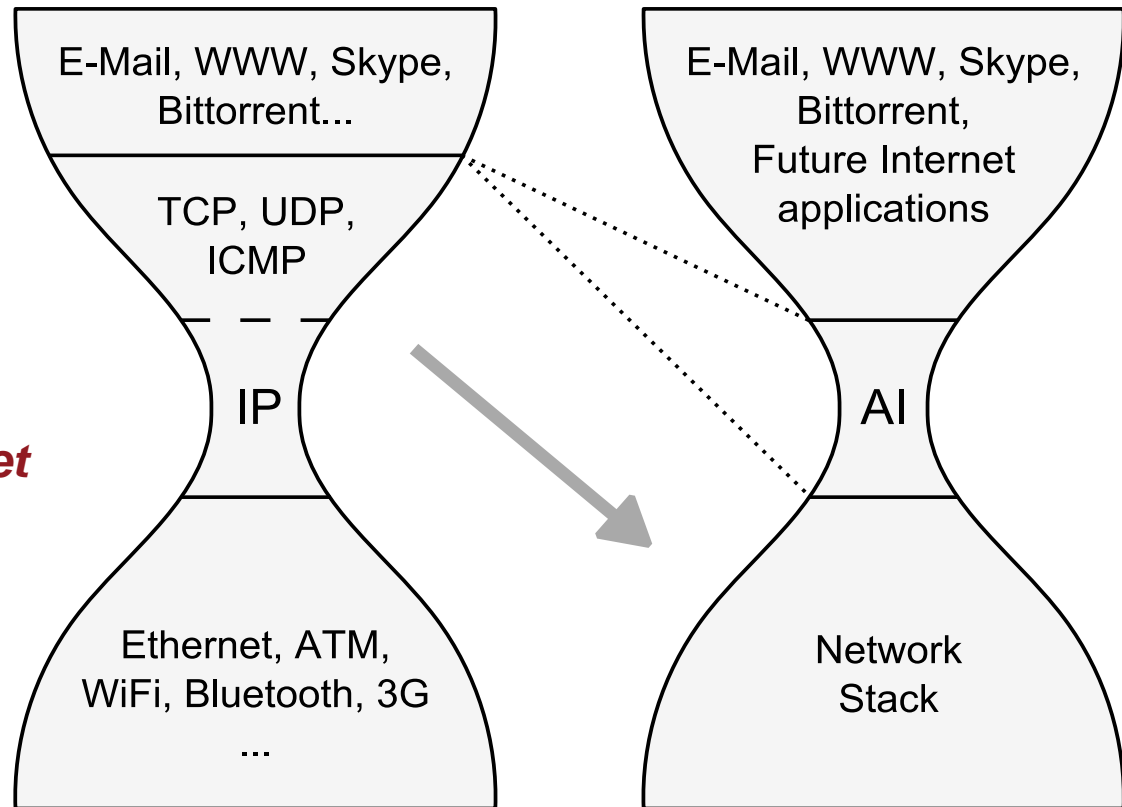 E-Mail, WWW, Skype,
Bittorrent...
TCP, UDP,
ICMP
IP
et
Ethernet, ATM,
WiFi, Bluetooth, 3G
...
E-Mail, WWW, Skype,
Bittorrent,
Future Internet
applications
AI
Network
Stack